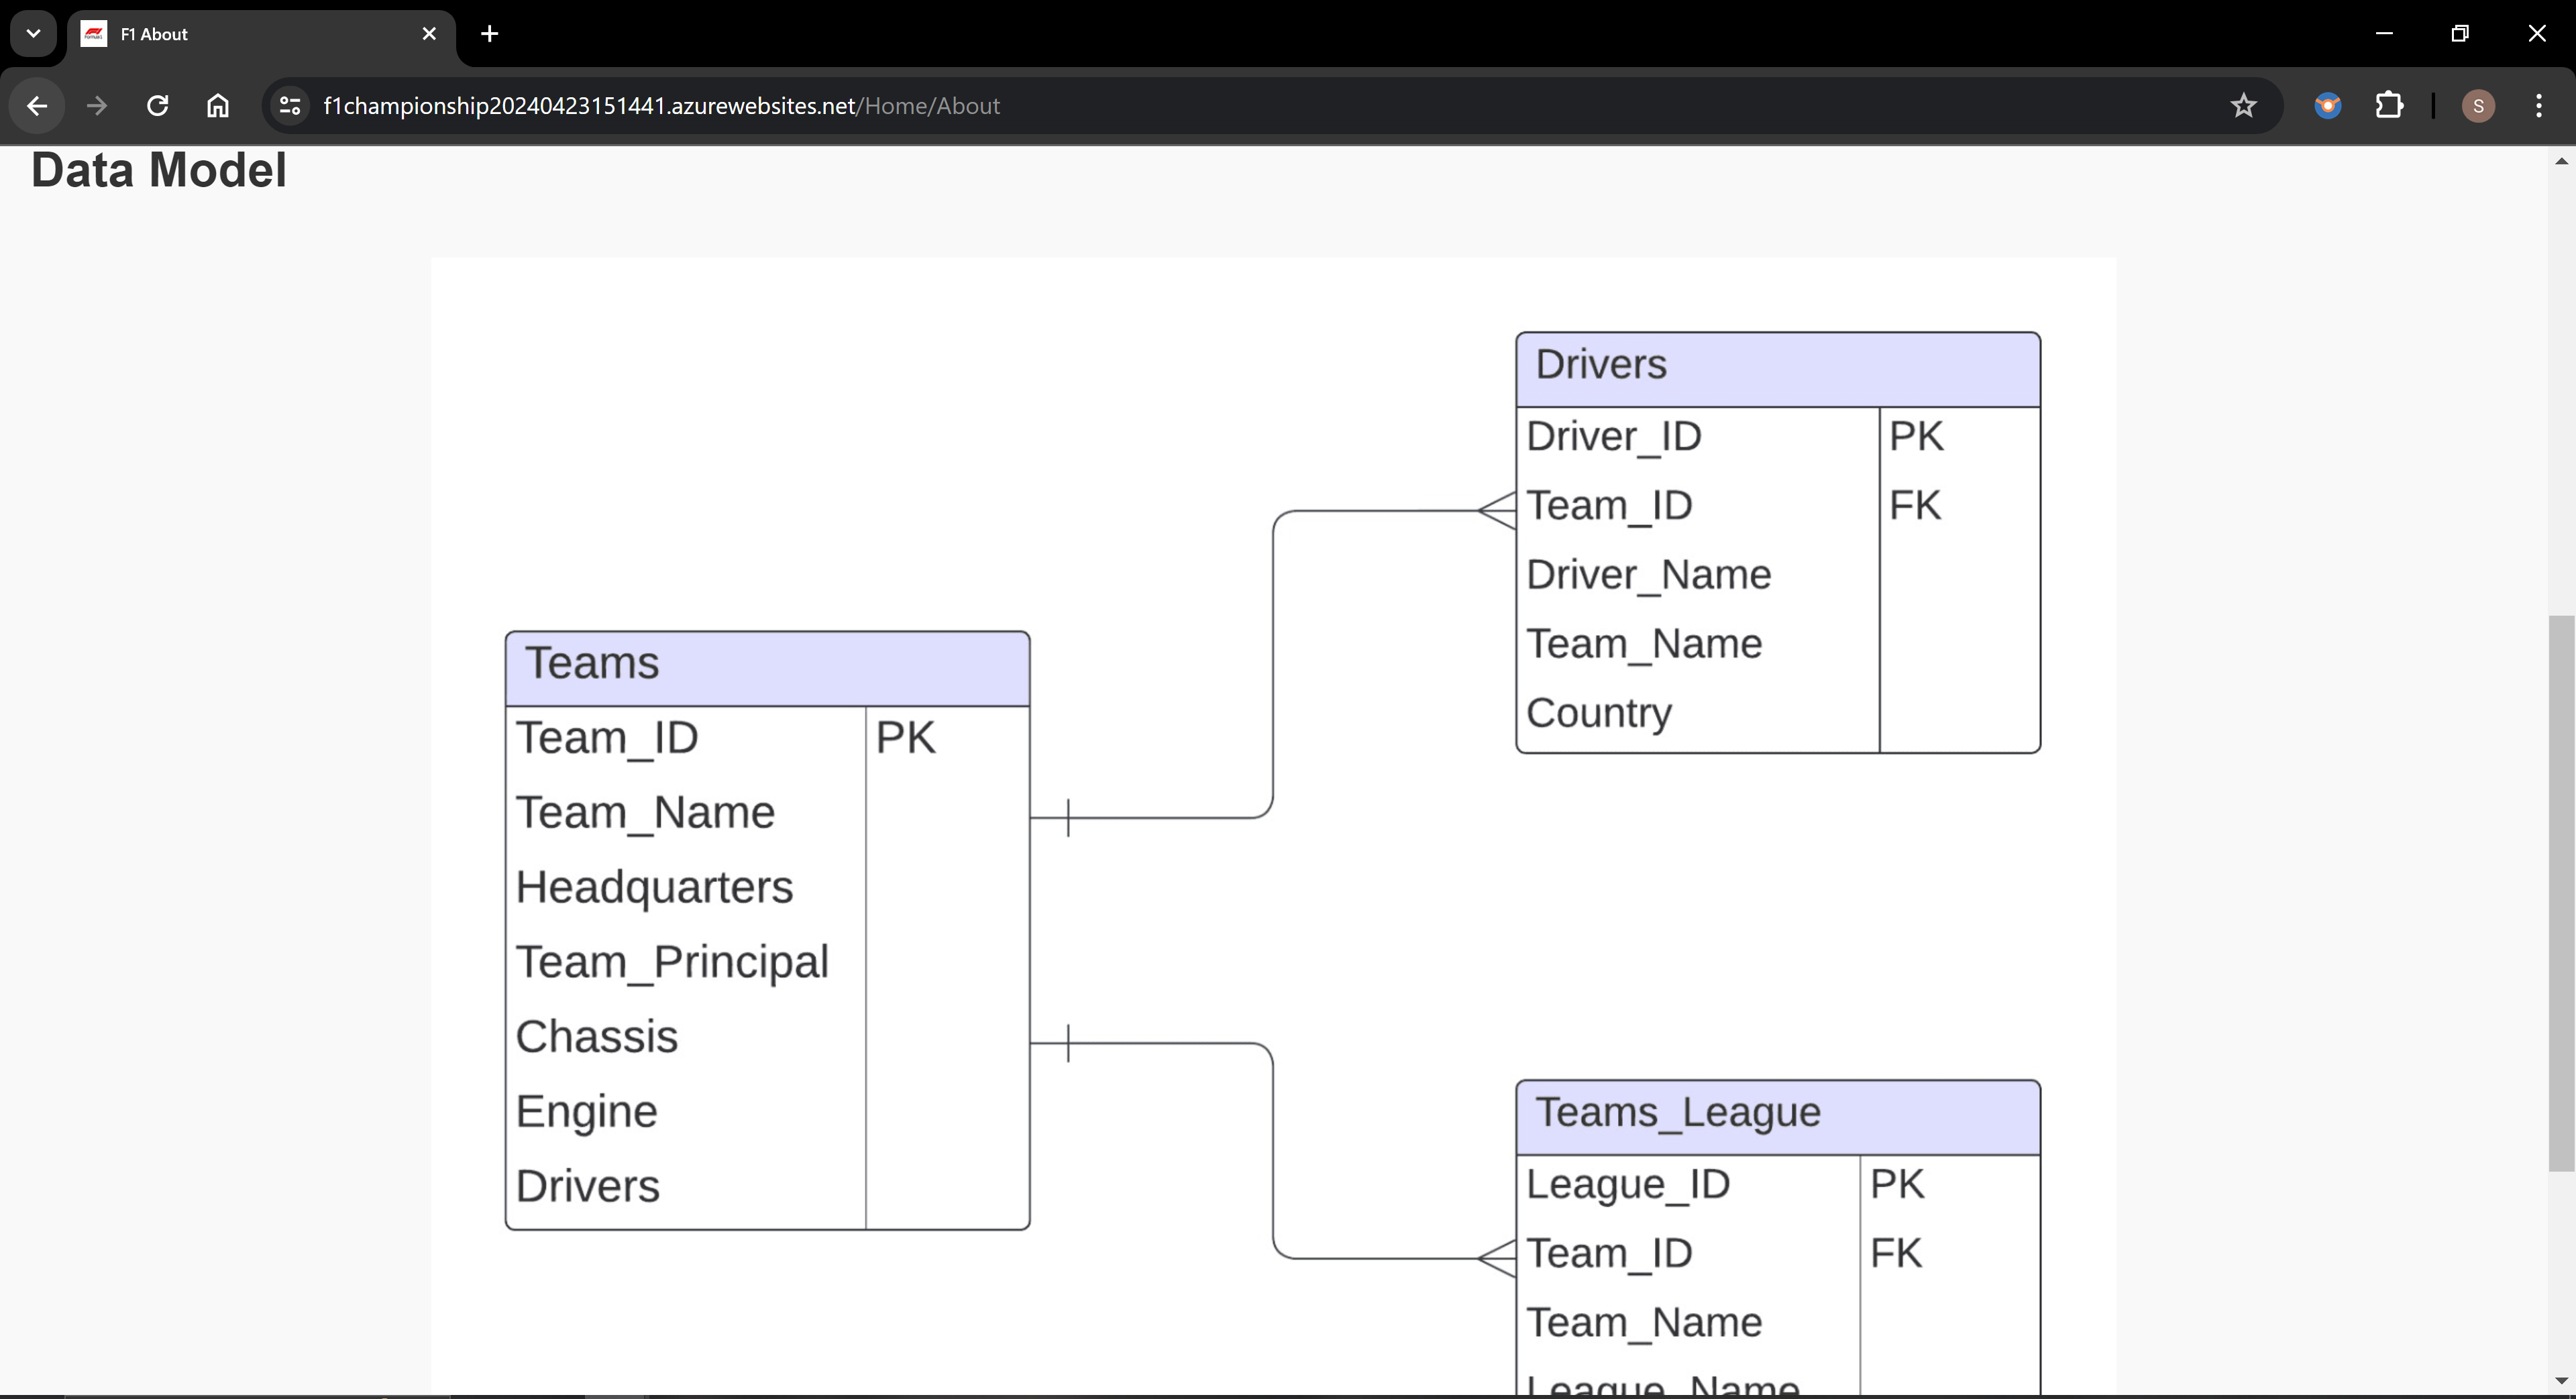 F1 About
f1championship20240423151441.azurewebsites.net/Home/About
S
Data Model
Drivers
Driver_ID PK
Team_ID FK
Driver_Name
Team_Name
Country
Teams
Team_ID PK
Team_Name
Headquarters
Team_Principal
Chassis
Engine
Drivers
Teams_League
League_ID PK
Team_ID FK
Team_Name
League_Name